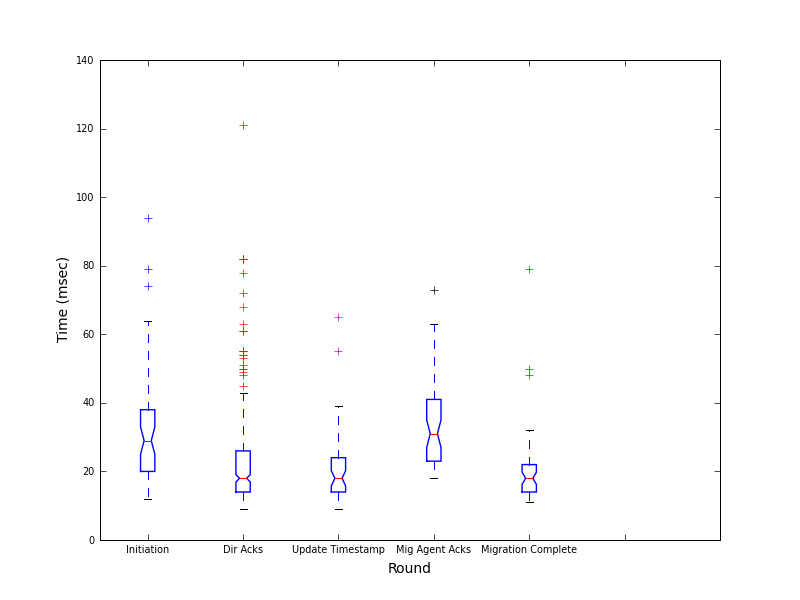 140
120
100
80
60
40
20
0
Time (msec)
Initiation Dir Acks Update Timestamp Mig Agent Acks Migration Complete
Round